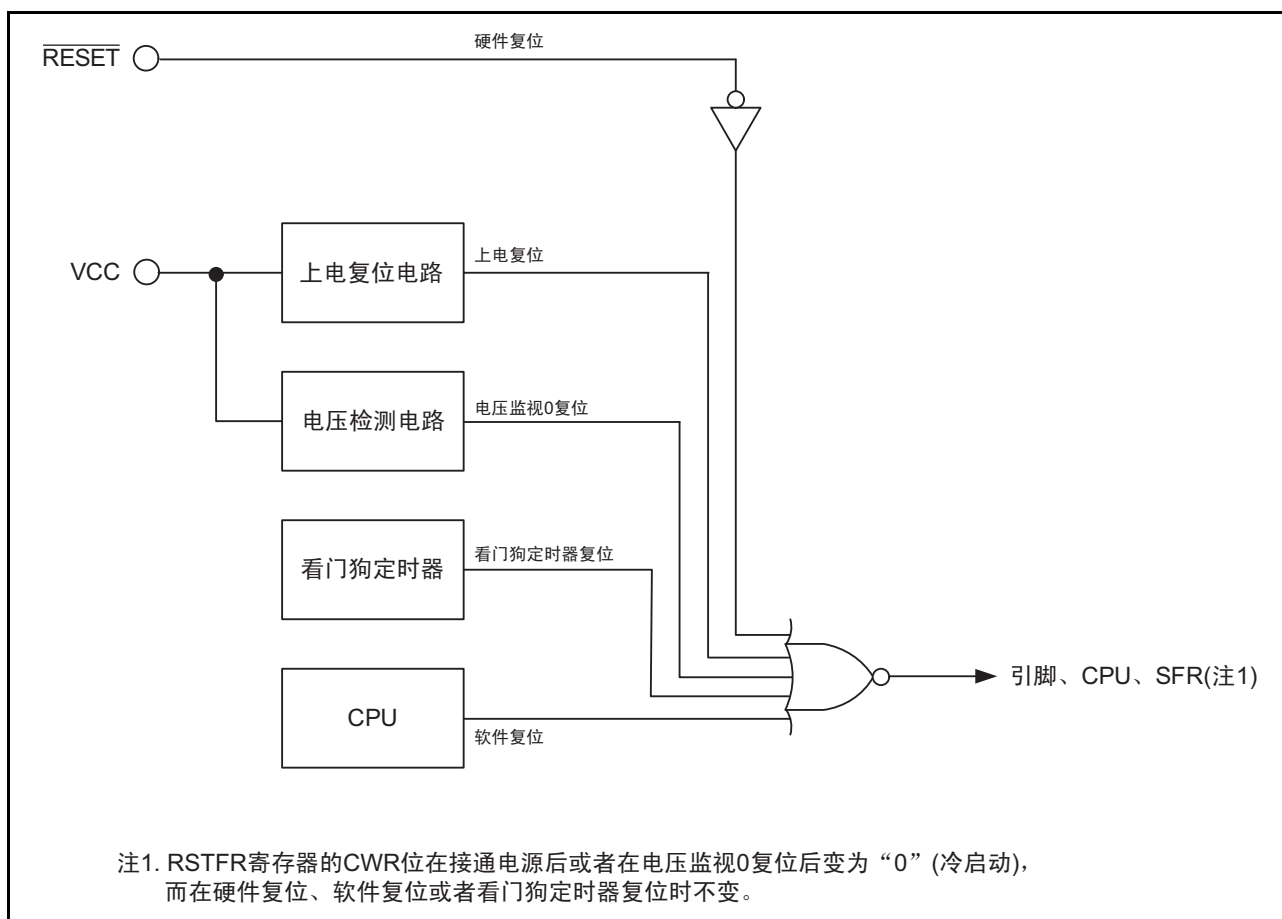 RESET
硬件复位
VCC
上电复位电路
上电复位
电压检测电路
电压监视0复位
看门狗定时器
看门狗定时器复位
CPU
软件复位
引脚、CPU、SFR(注1)
注1. RSTFR寄存器的CWR位在接通电源后或者在电压监视0复位后变为“0”(冷启动),
而在硬件复位、软件复位或者看门狗定时器复位时不变。